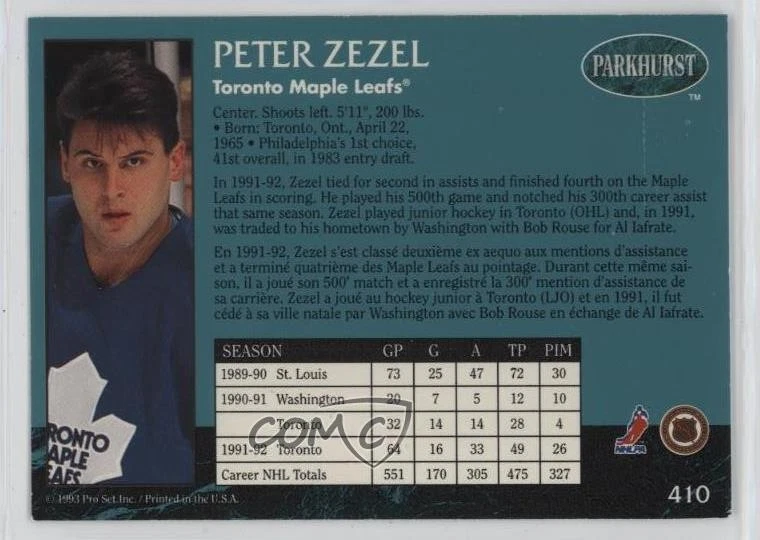 PETER ZEZEL
Toronto Maple Leafs®
PARKHURST
TM
Center. Shoots left. 5'11", 200 lbs.
• Born: Toronto, Ont., April 22,
1965 • Philadelphia's 1st choice,
41st overall, in 1983 entry draft.
In 1991-92, Zezel tied for second in assists and finished fourth on the Maple
Leafs in scoring. He played his 500th game and notched his 300th career assist
that same season. Zezel played junior hockey in Toronto (OHL) and, in 1991,
was traded to his hometown by Washington with Bob Rouse for Al Iafrate.
En 1991-92, Zezel s'est classé deuxième ex aequo aux mentions d'assistance
et a terminé quatrième des Maple Leafs au pointage. Durant cette même sai-
son, il a joué son 500e match et a enregistré la 300e mention d'assistance de
sa carrière. Zezel a joué au hockey junior à Toronto (LJO) et en 1991, il fut
cédé à sa ville natale par Washington avec Bob Rouse en échange de Al Iafrate.
SEASON GP G A TP PIM
1989-90 St. Louis 73 25 47 72 30
1990-91 Washington 20 7 5 12 10
Toronto 32 14 14 28 4
1991-92 Toronto 64 16 33 49 26
Career NHL Totals 551 170 305 475 327
COMC
RONTO
APLE
AFS
NHLPA
© 1993 Pro Set Inc. / Printed in the U.S.A.
410